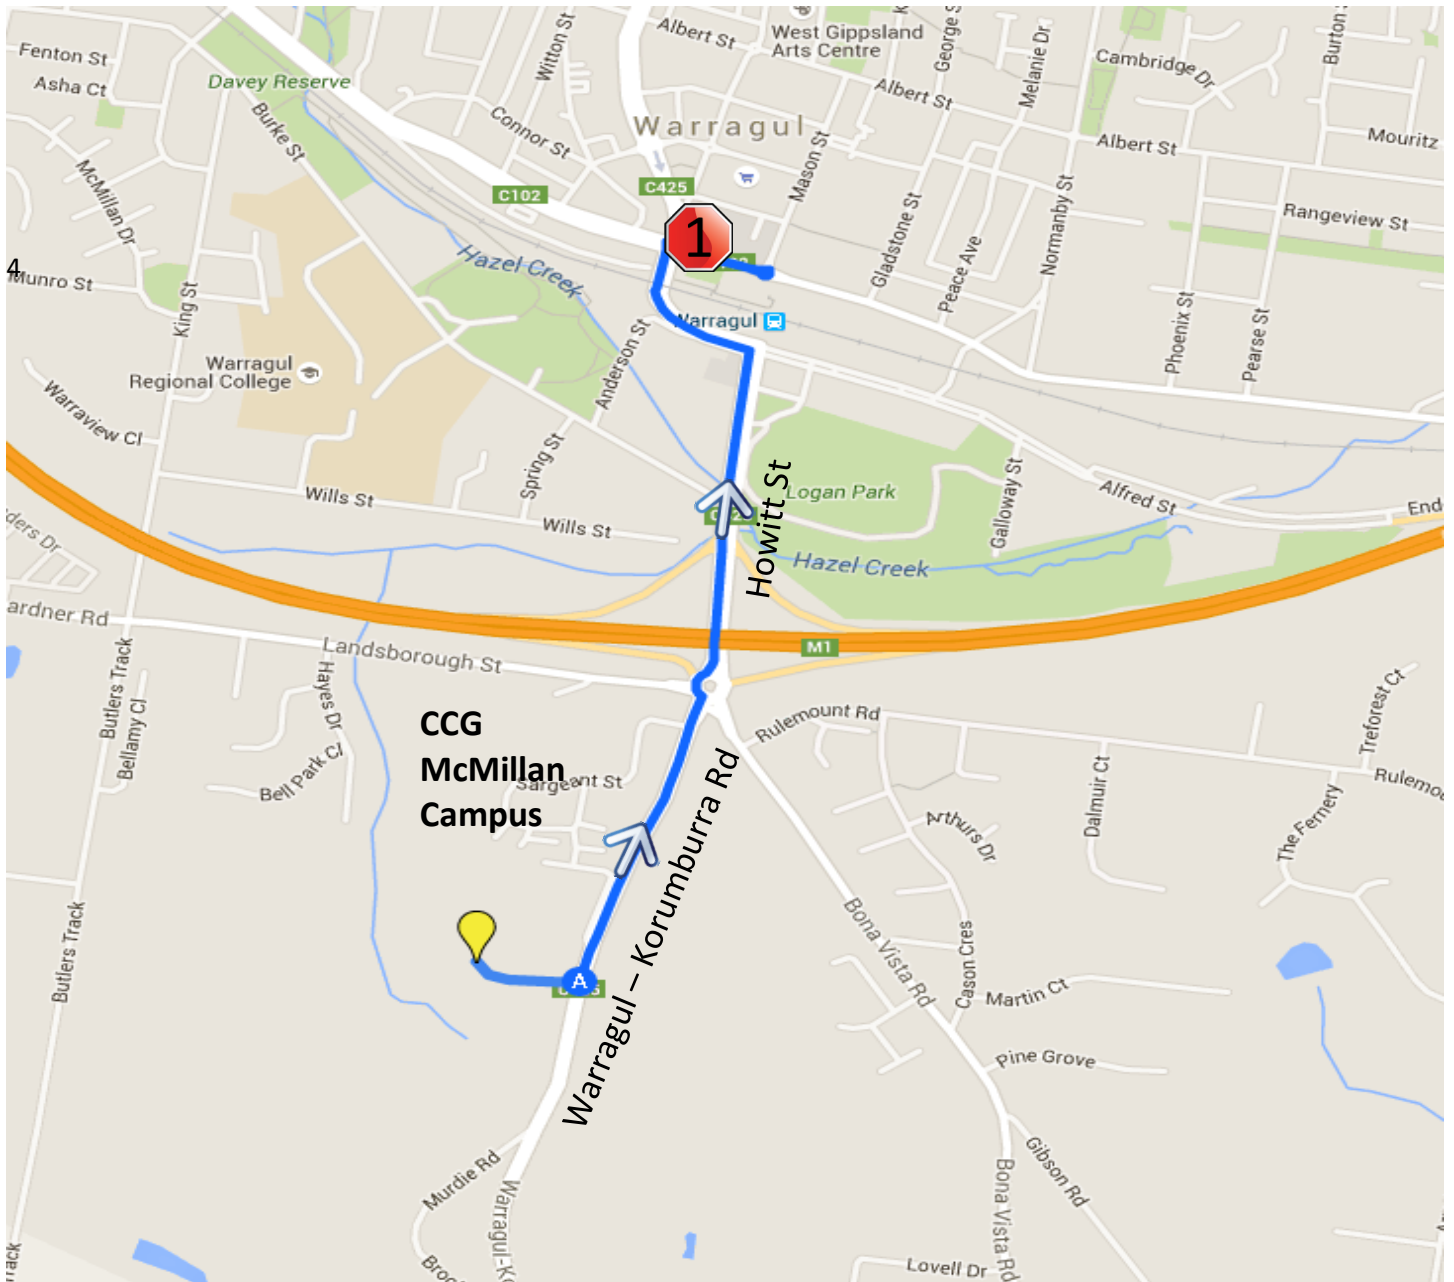 Fenton St
Asha Ct
Davey Reserve
Burke St
McMillan Dr
Witton St
Connor St
Albert St
West Gippsland
Arts Centre
George S
Melanie Dr
Cambridge Dr
Burton
Albert St
Albert St
Mouritz
Warragul
Mason St
C102
C425
1
Gladstone St
Peace Ave
Normanby St
Rangeview St
Phoenix St
Pearse St
4
Munro St
King St
Hazel Creek
Warragul
Anderson St
Warragul
Regional College
Warraview Cl
Spring St
Wills St
Wills St
Howitt St
Logan Park
Galloway St
Alfred St
End
Hazel Creek
ders Dr
ardner Rd
Landsborough St
M1
Butlers Track
Bellamy Cl
Hayes Dr
Bell Park Cl
CCG
McMillan
Campus
Sargeant St
Rulemount Rd
Treforest Ct
Rulemo
Dalmuir Ct
The Fernery
Arthurs Dr
Warragul – Korumburra Rd
Bona Vista Rd
Cason Cres
Martin Ct
Butlers Track
A
Pine Grove
Gibson Rd
Murdie Rd
Warragul-Ko
Broo
Bona Vista Rd
Lovell Dr
rack